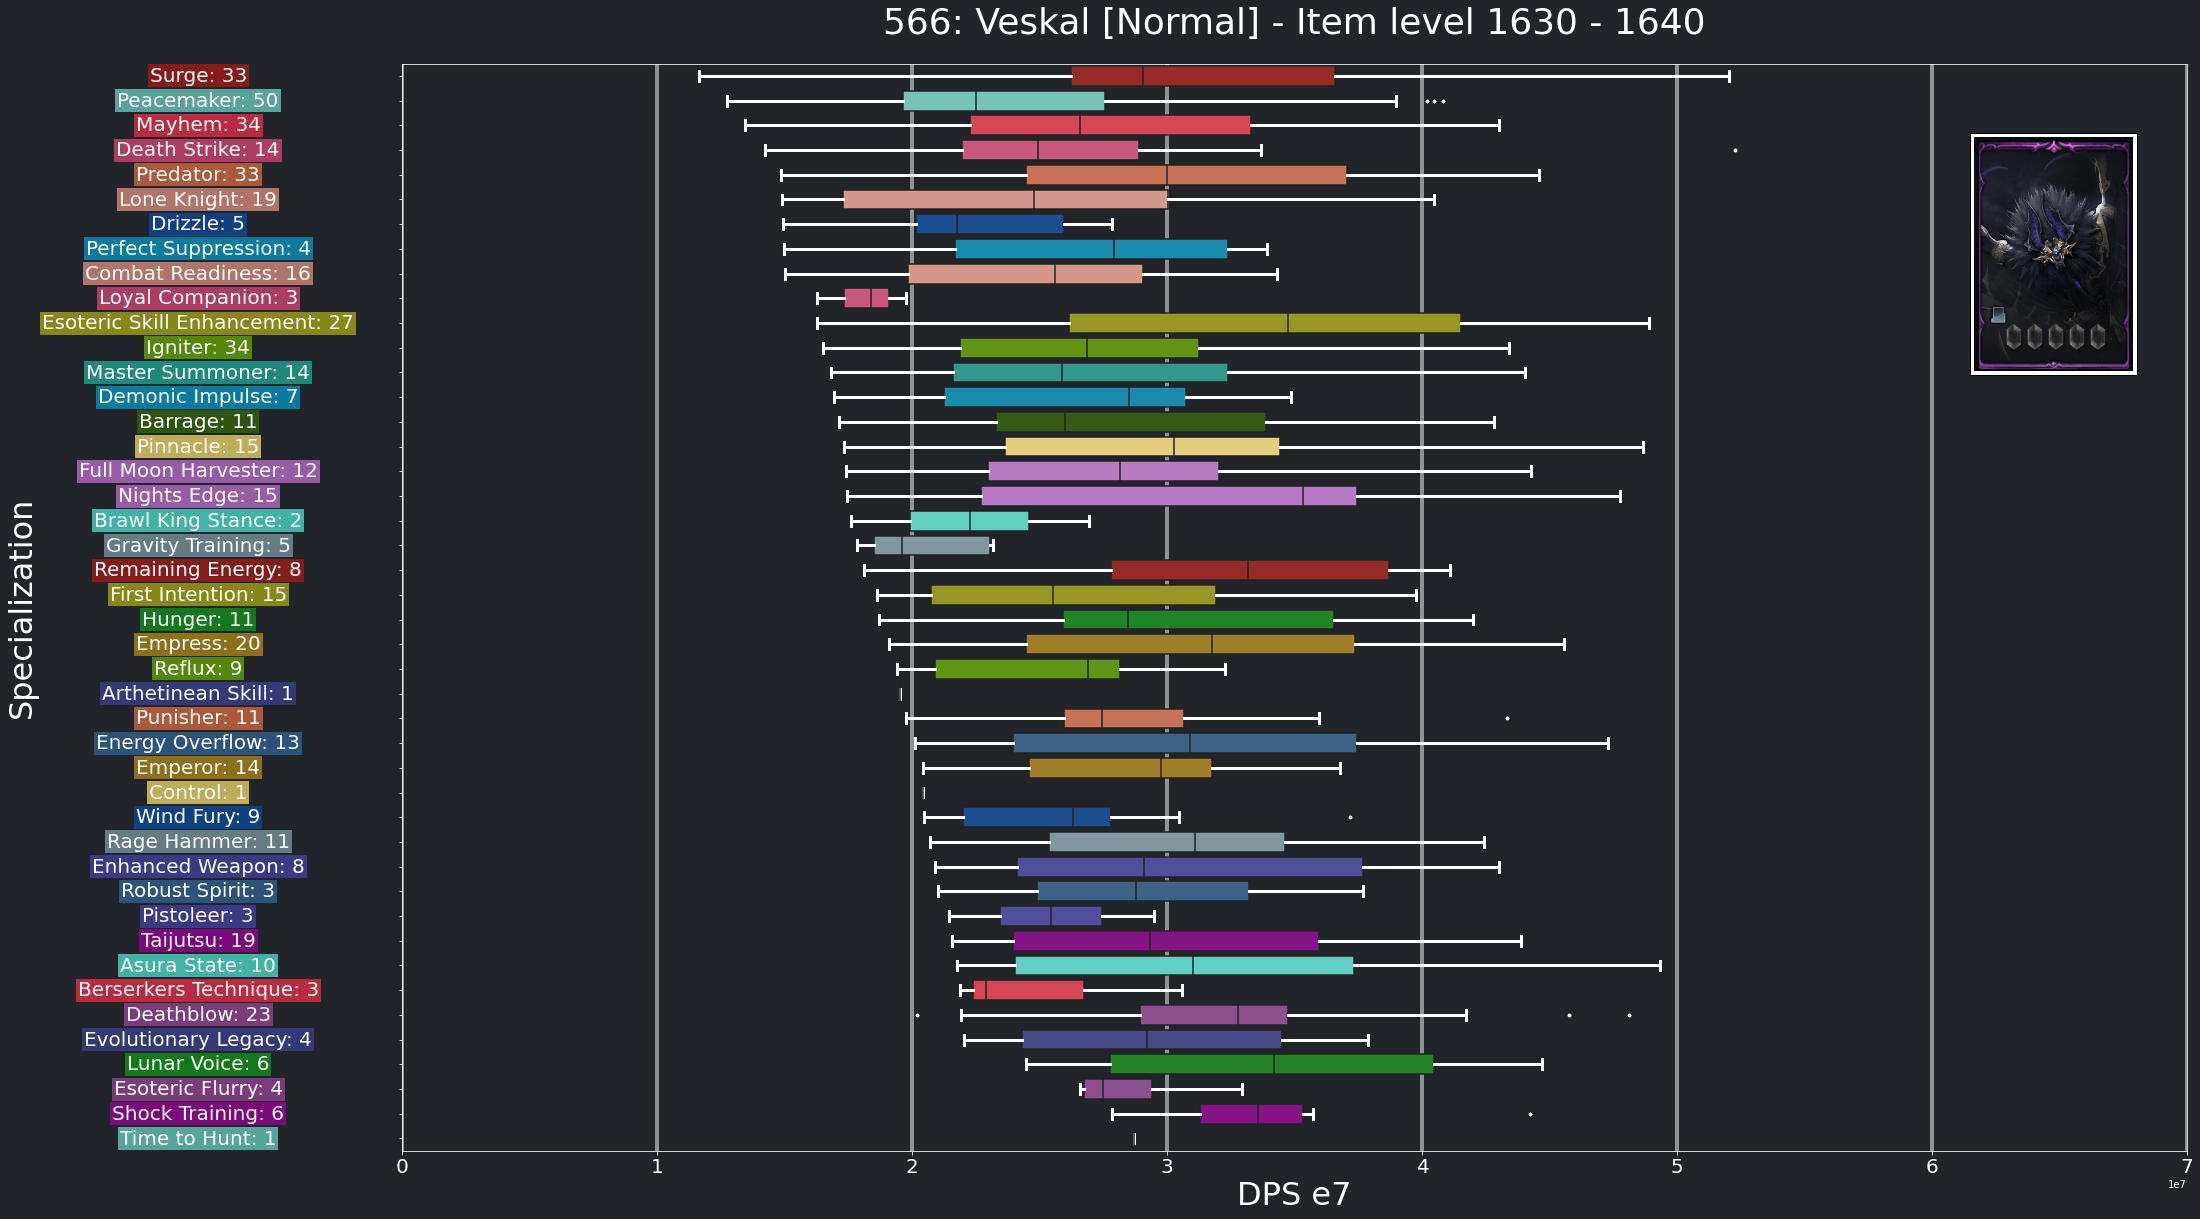 566: Veskal [Normal] - Item level 1630 - 1640
Specialization
Surge: 33
Peacemaker: 50
Mayhem: 34
Death Strike: 14
Predator: 33
Lone Knight: 19
Drizzle: 5
Perfect Suppression: 4
Combat Readiness: 16
Loyal Companion: 3
Esoteric Skill Enhancement: 27
Igniter: 34
Master Summoner: 14
Demonic Impulse: 7
Barrage: 11
Pinnacle: 15
Full Moon Harvester: 12
Nights Edge: 15
Brawl King Stance: 2
Gravity Training: 5
Remaining Energy: 8
First Intention: 15
Hunger: 11
Empress: 20
Reflux: 9
Arthetinean Skill: 1
Punisher: 11
Energy Overflow: 13
Emperor: 14
Control: 1
Wind Fury: 9
Rage Hammer: 11
Enhanced Weapon: 8
Robust Spirit: 3
Pistoleer: 3
Taijutsu: 19
Asura State: 10
Berserkers Technique: 3
Deathblow: 23
Evolutionary Legacy: 4
Lunar Voice: 6
Esoteric Flurry: 4
Shock Training: 6
Time to Hunt: 1
0 1 2 3 4 5 6 7
DPS e7
1e7